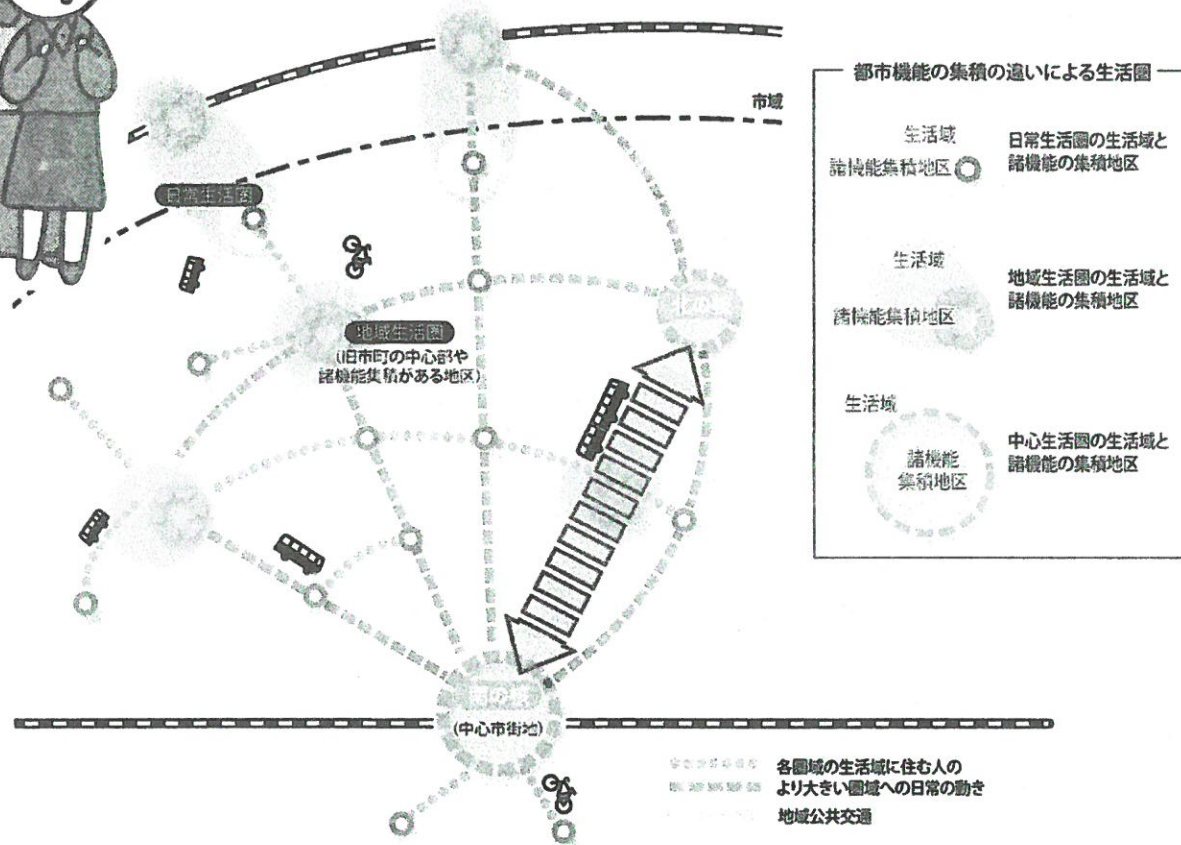 市域
日常生活圏
地域生活圏
(旧市町の中心部や
諸機能集積がある地区)
(中心市街地)
都市機能の集積の違いによる生活圏
生活域
諸機能集積地区
日常生活圏の生活域と
諸機能の集積地区
生活域
諸機能集積地区
地域生活圏の生活域と
諸機能の集積地区
生活域
諸機能
集積地区
中心生活圏の生活域と
諸機能の集積地区
各圏域の生活域に住む人の
より大きい圏域への日常の動き
地域公共交通